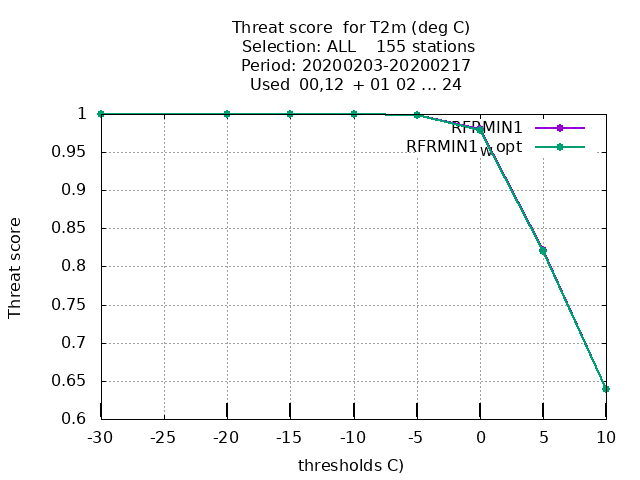 Threat score  for T2m (deg C)
Selection: ALL    155 stations
Period: 20200203-20200217
Used  00,12  + 01 02 ... 24
RFRMIN1
RFRMIN1wopt
Threat score
1
0.95
0.9
0.85
0.8
0.75
0.7
0.65
0.6
-30 -25 -20 -15 -10 -5 0 5 10
thresholds C)